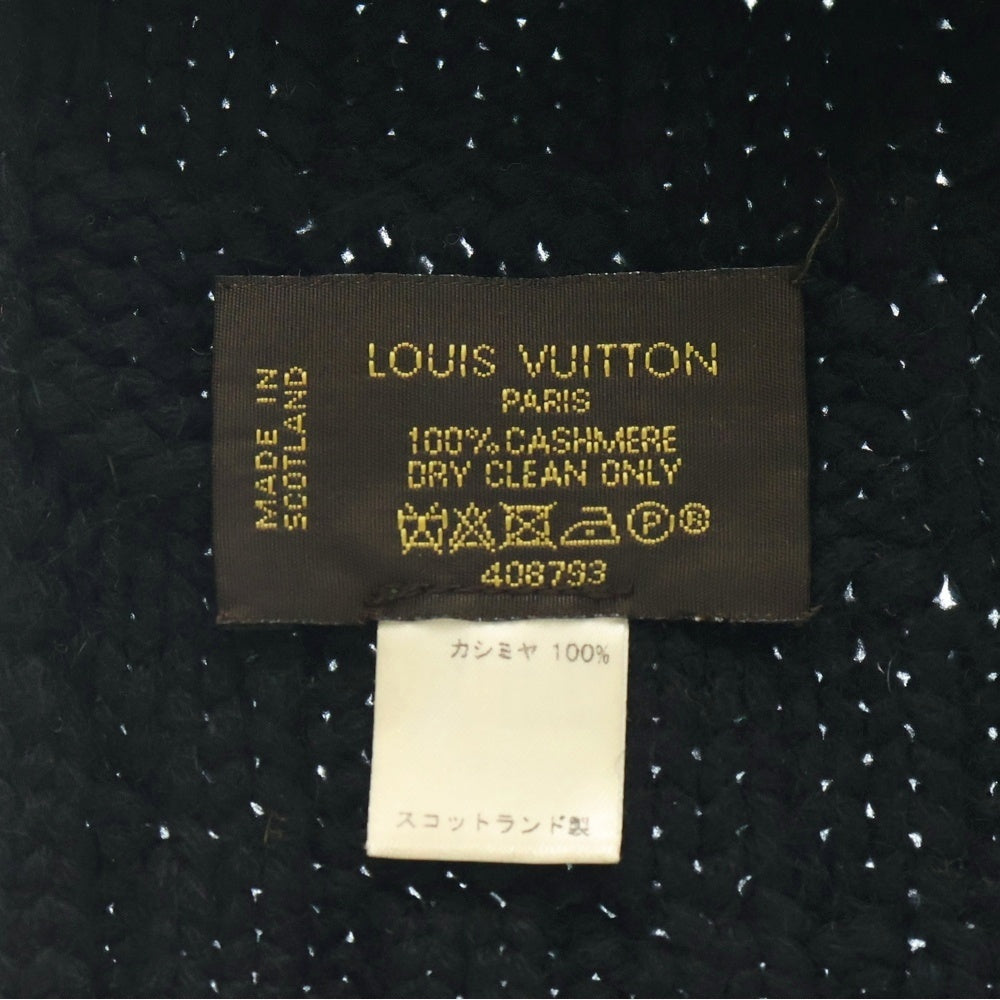 LOUIS VUITTON
PARIS
100% CASHMERE
DRY CLEAN ONLY
Ⓟ ®
408793
MADE IN
SCOTLAND
カシミヤ 100%
スコットランド製